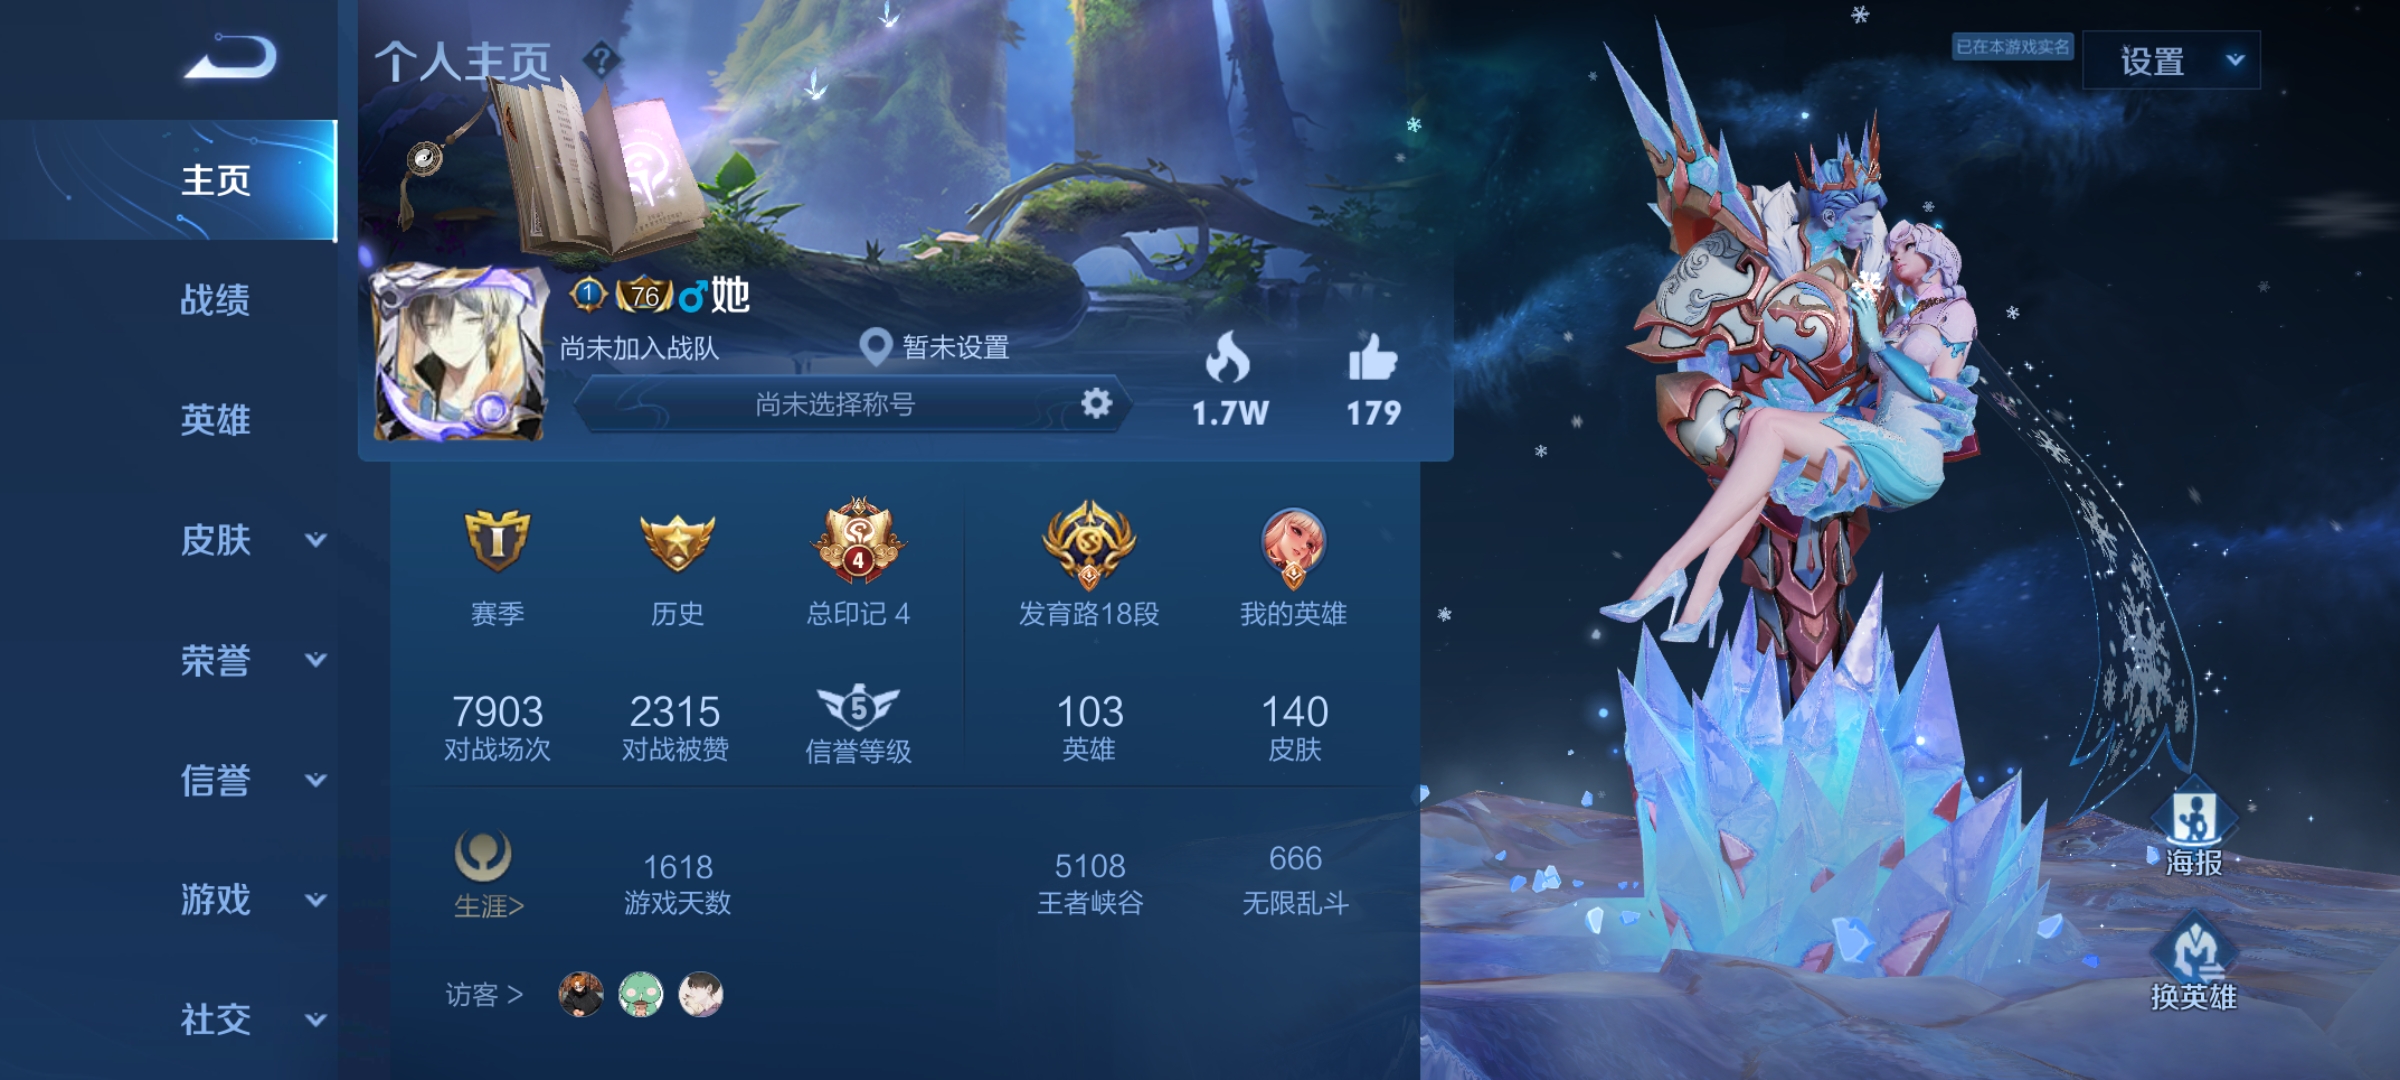 个人主页
?
已在本游戏实名
设置
主页
战绩
英雄
皮肤
荣誉
信誉
游戏
社交
1
76
她
尚未加入战队
暂未设置
尚未选择称号
1.7W
179
I
4
赛季
历史
总印记 4
发育路18段
我的英雄
7903
2315
5
103
140
对战场次
对战被赞
信誉等级
英雄
皮肤
1618
5108
666
生涯>
游戏天数
王者峡谷
无限乱斗
访客 >
海报
换英雄